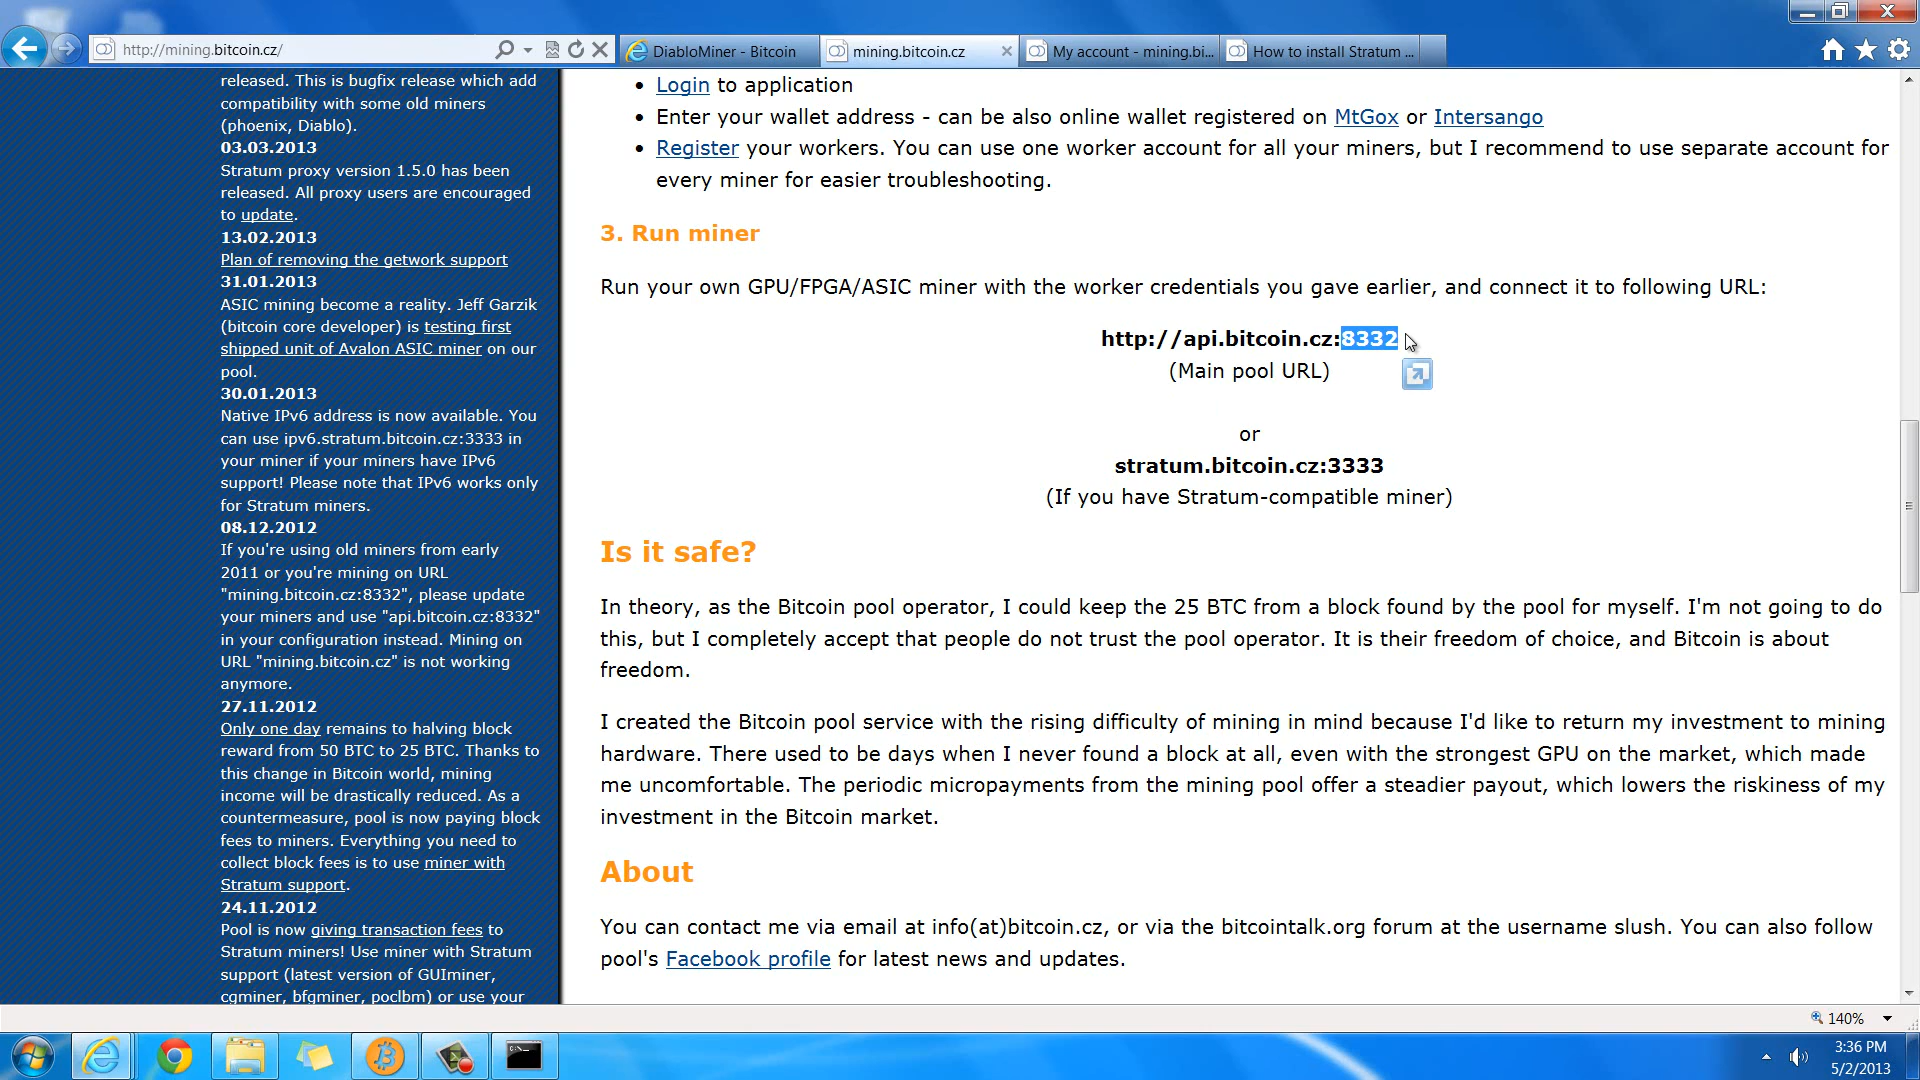 http://mining.bitcoin.cz/
DiabloMiner - Bitcoin
mining.bitcoin.cz
My account - mining.bi...
How to install Stratum ...
released. This is bugfix release which add
compatibility with some old miners
(phoenix, Diablo).
03.03.2013
Stratum proxy version 1.5.0 has been
released. All proxy users are encouraged
to update.
13.02.2013
Plan of removing the getwork support
31.01.2013
ASIC mining become a reality. Jeff Garzik
(bitcoin core developer) is testing first
shipped unit of Avalon ASIC miner on our
pool.
30.01.2013
Native IPv6 address is now available. You
can use ipv6.stratum.bitcoin.cz:3333 in
your miner if your miners have IPv6
support! Please note that IPv6 works only
for Stratum miners.
08.12.2012
If you're using old miners from early
2011 or you're mining on URL
"mining.bitcoin.cz:8332", please update
your miners and use "api.bitcoin.cz:8332"
in your configuration instead. Mining on
URL "mining.bitcoin.cz" is not working
anymore.
27.11.2012
Only one day remains to halving block
reward from 50 BTC to 25 BTC. Thanks to
this change in Bitcoin world, mining
income will be drastically reduced. As a
countermeasure, pool is now paying block
fees to miners. Everything you need to
collect block fees is to use miner with
Stratum support.
24.11.2012
Pool is now giving transaction fees to
Stratum miners! Use miner with Stratum
support (latest version of GUIminer,
cgminer, bfgminer, poclbm) or use your
• Login to application
• Enter your wallet address - can be also online wallet registered on MtGox or Intersango
• Register your workers. You can use one worker account for all your miners, but I recommend to use separate account for
every miner for easier troubleshooting.
3. Run miner
Run your own GPU/FPGA/ASIC miner with the worker credentials you gave earlier, and connect it to following URL:
http://api.bitcoin.cz:8332
(Main pool URL)
or
stratum.bitcoin.cz:3333
(If you have Stratum-compatible miner)
Is it safe?
In theory, as the Bitcoin pool operator, I could keep the 25 BTC from a block found by the pool for myself. I'm not going to do
this, but I completely accept that people do not trust the pool operator. It is their freedom of choice, and Bitcoin is about
freedom.
I created the Bitcoin pool service with the rising difficulty of mining in mind because I'd like to return my investment to mining
hardware. There used to be days when I never found a block at all, even with the strongest GPU on the market, which made
me uncomfortable. The periodic micropayments from the mining pool offer a steadier payout, which lowers the riskiness of my
investment in the Bitcoin market.
About
You can contact me via email at info(at)bitcoin.cz, or via the bitcointalk.org forum at the username slush. You can also follow
pool's Facebook profile for latest news and updates.
140%
C:\_
3:36 PM
5/2/2013